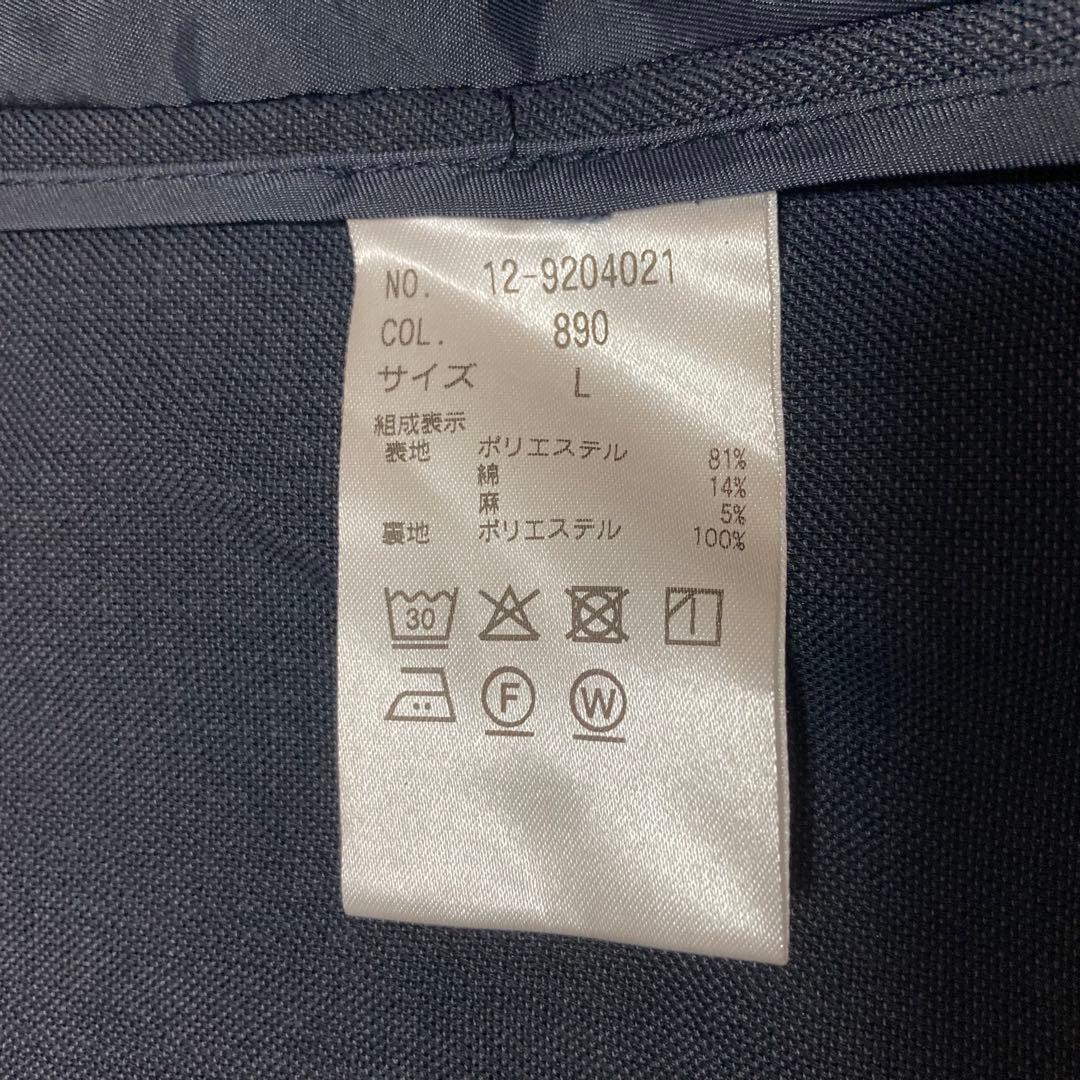 NO. 12-9204021
COL. 890
サイズ L
組成表示
表地 ポリエステル 81%
綿 14%
麻 5%
裏地 ポリエステル 100%
30
F W